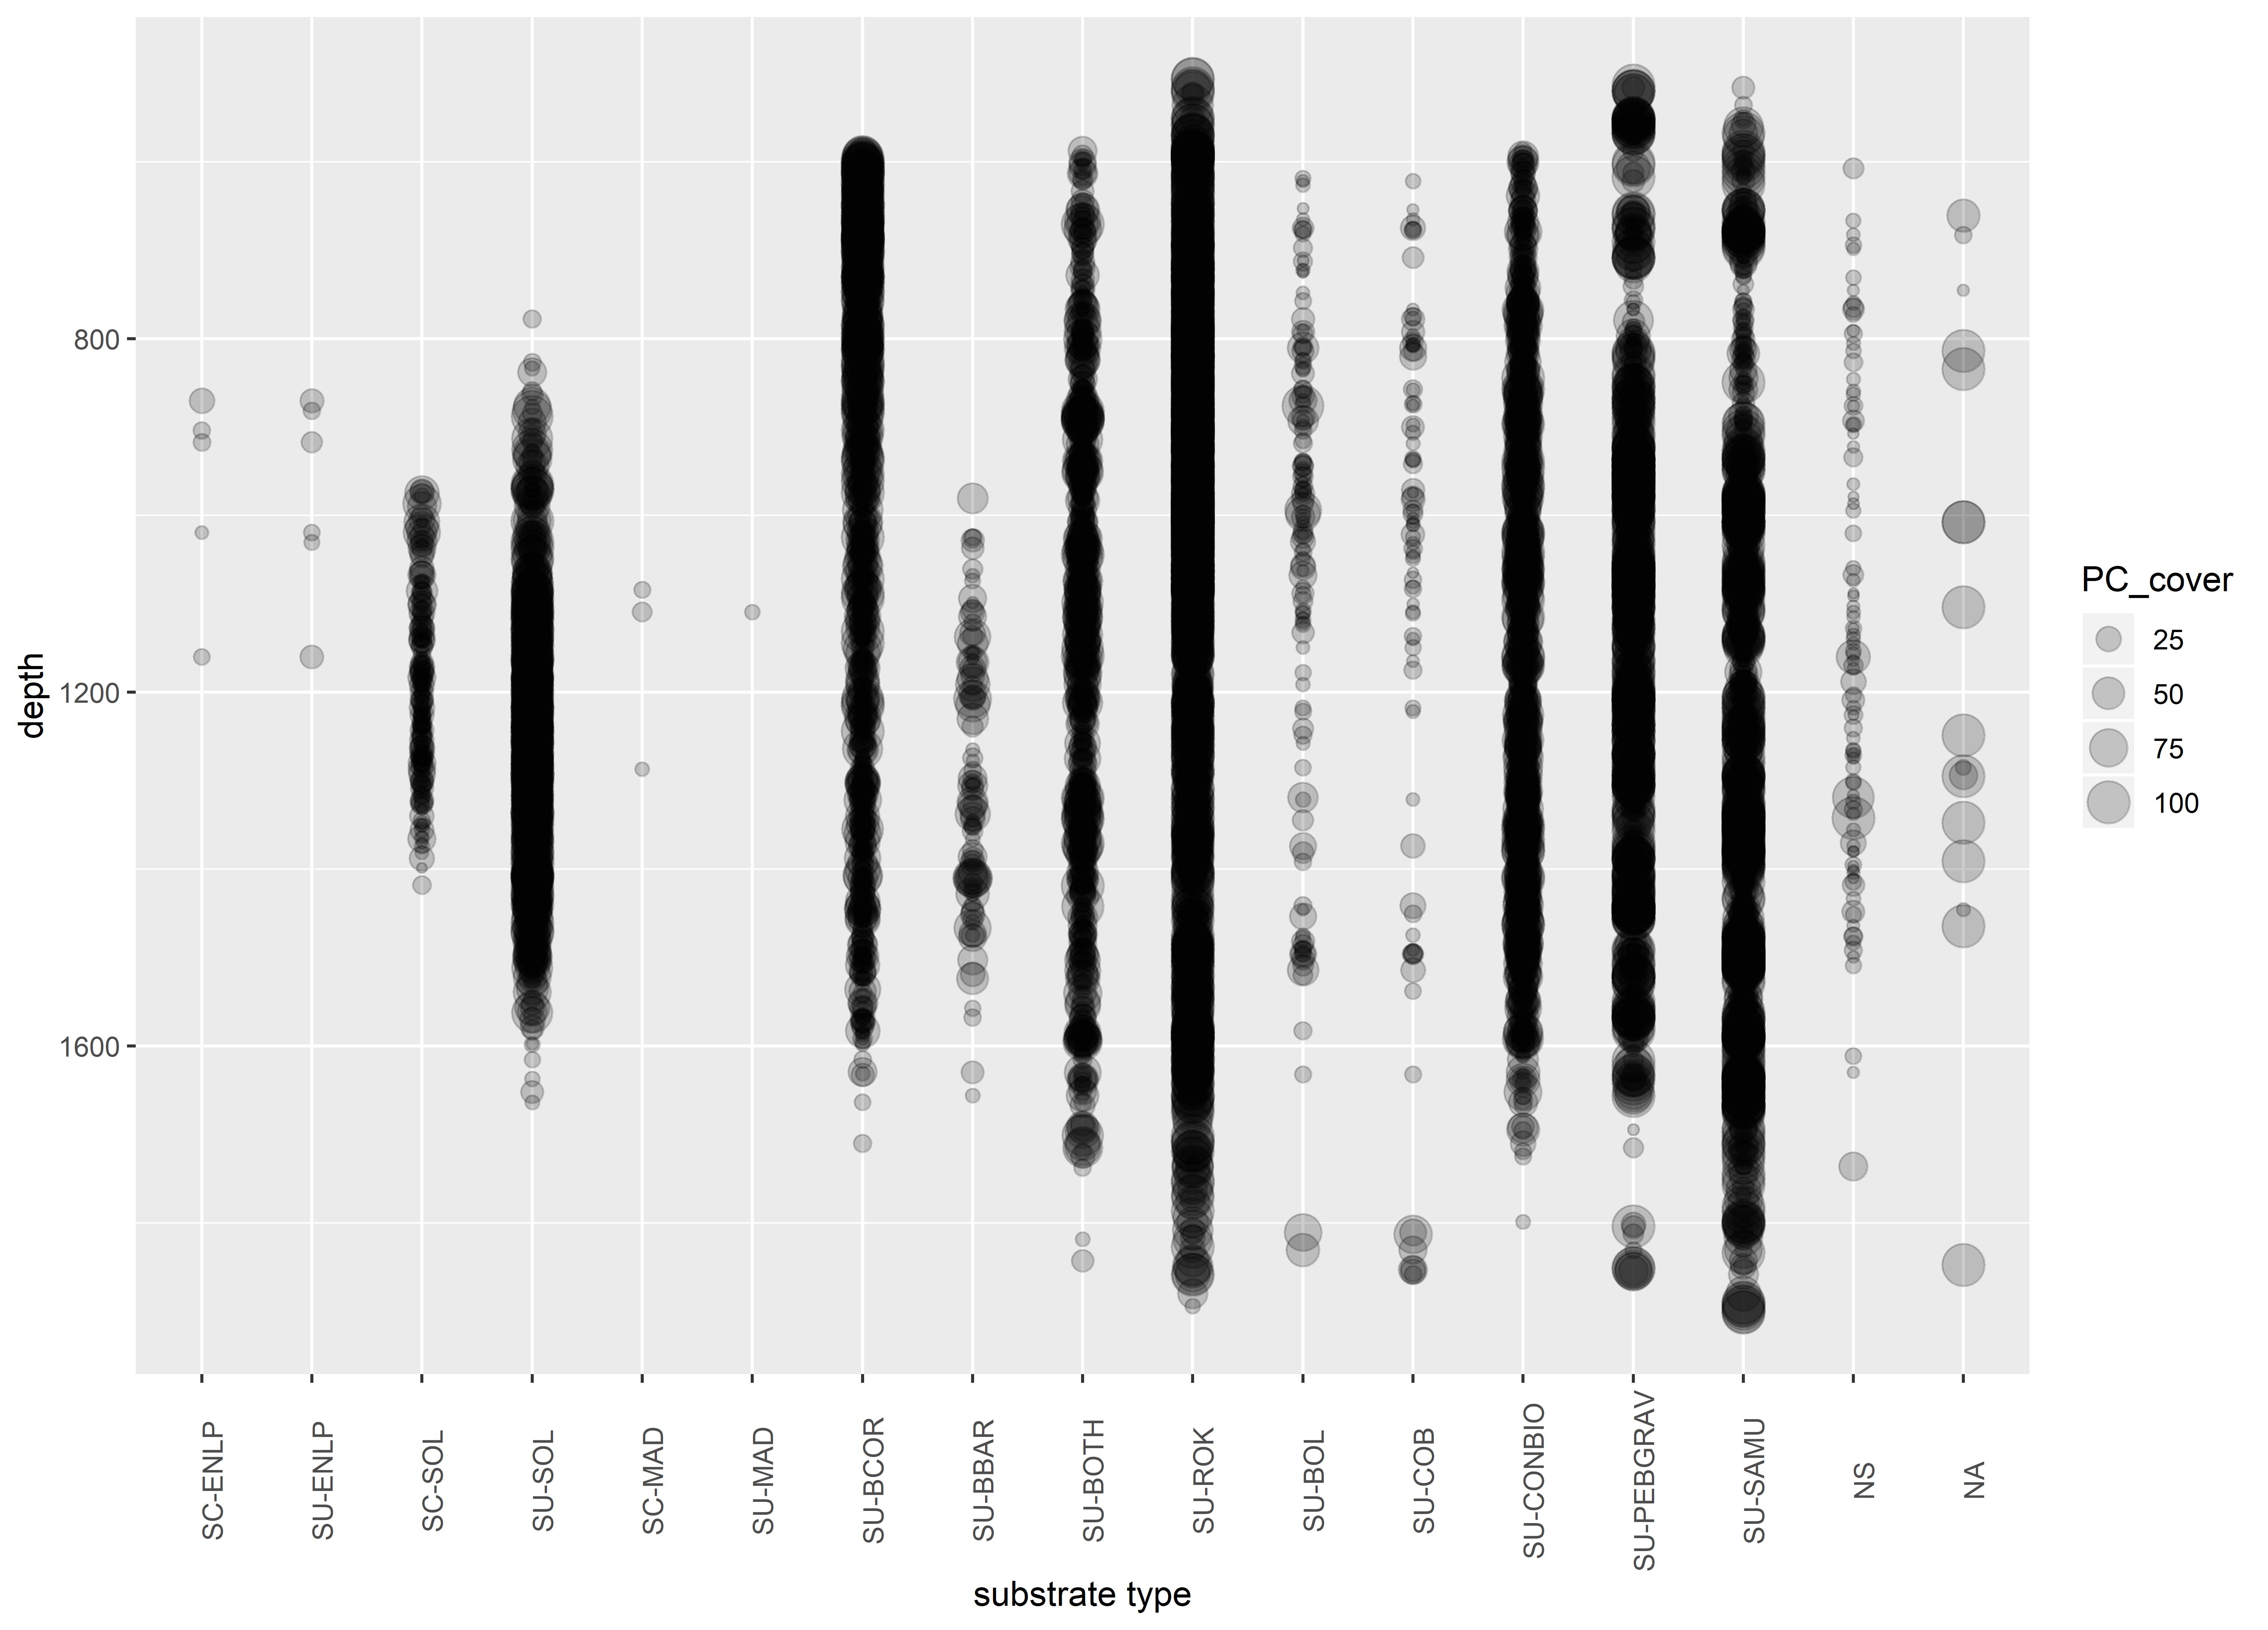 800
1200
1600
depth
SC-ENLP
SU-ENLP
SC-SOL
SU-SOL
SC-MAD
SU-MAD
SU-BCOR
SU-BBAR
SU-BOTH
SU-ROK
SU-BOL
SU-COB
SU-CONBIO
SU-PEBGRAV
SU-SAMU
NS
NA
substrate type
PC_cover
25
50
75
100